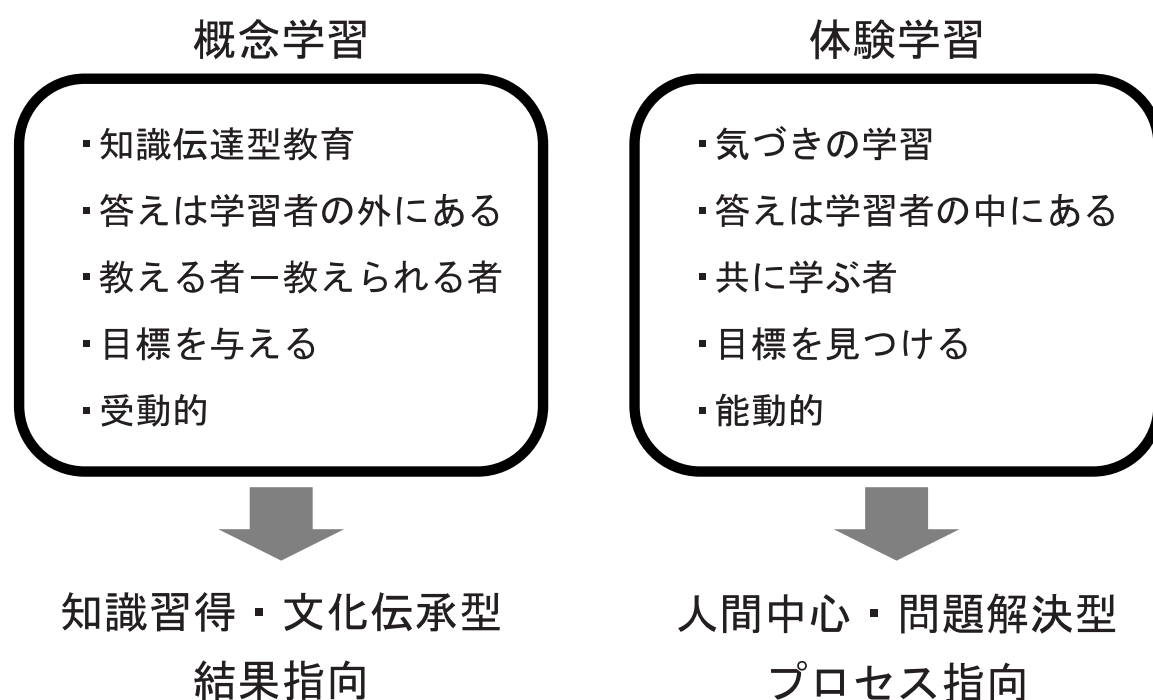 概念学習
・知識伝達型教育
・答えは学習者の外にある
・教える者－教えられる者
・目標を与える
・受動的
知識習得・文化伝承型
結果指向
体験学習
・気づきの学習
・答えは学習者の中にある
・共に学ぶ者
・目標を見つける
・能動的
人間中心・問題解決型
プロセス指向